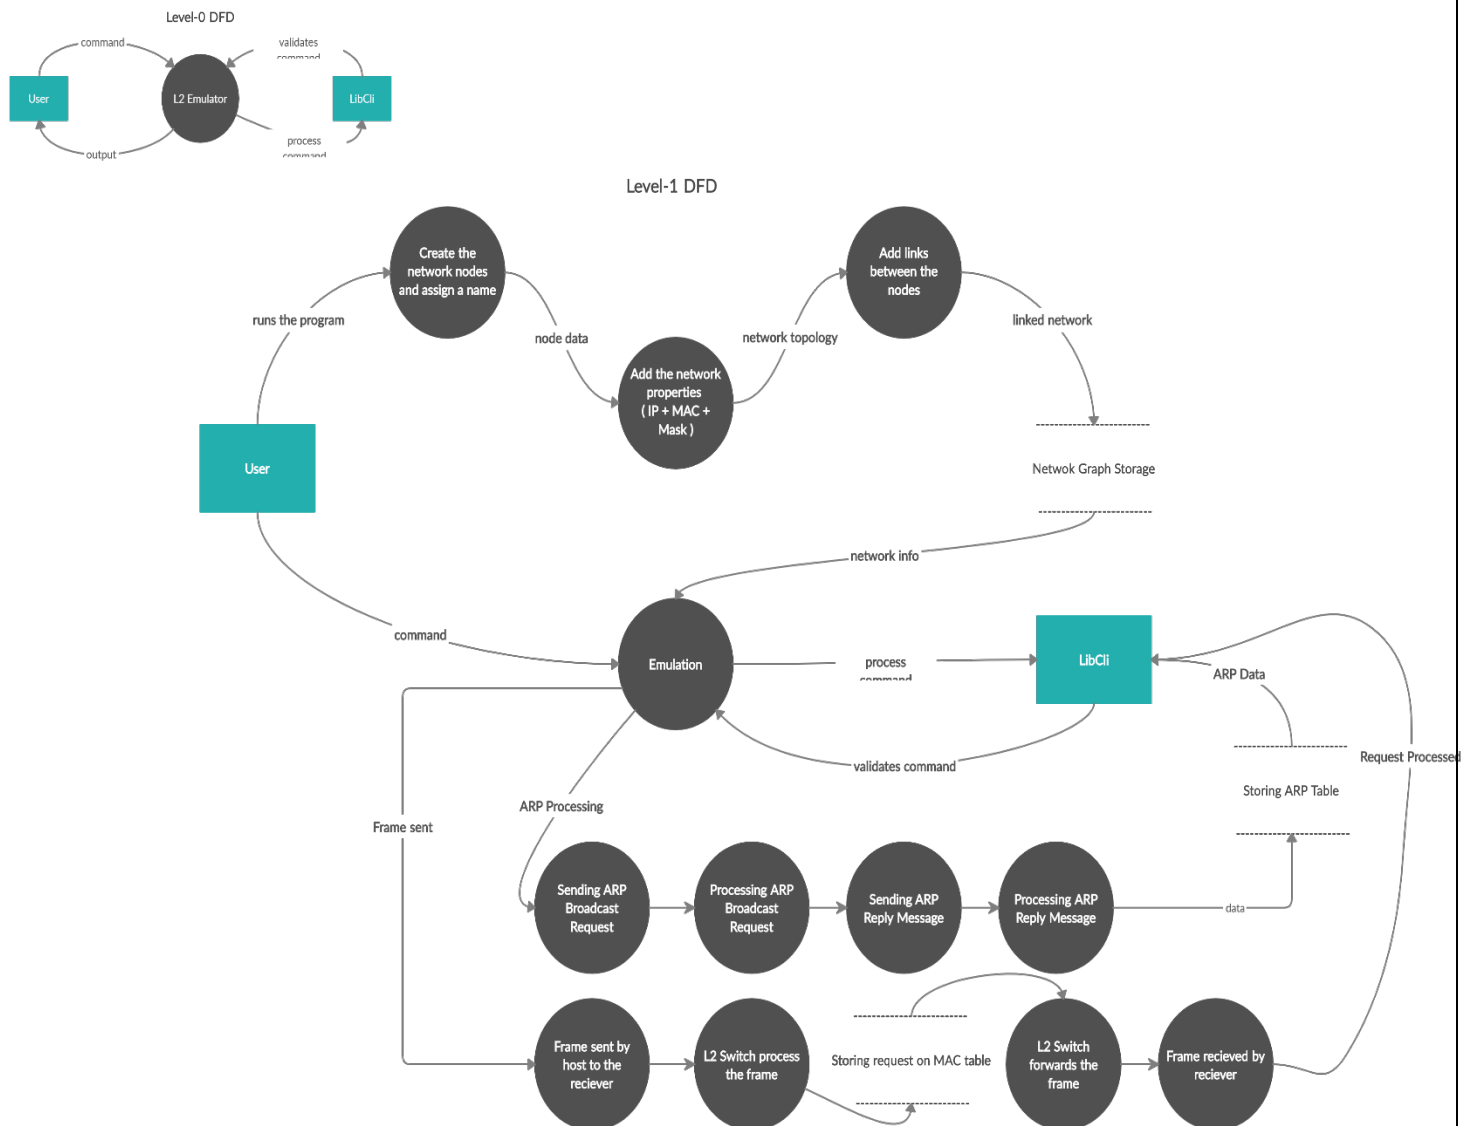 Level-0 DFD
command
validates
command
User
L2 Emulator
LibCli
output
process
command
Level-1 DFD
Create the
network nodes
and assign a name
Add links
between the
nodes
runs the program
linked network
node data
network topology
Add the network
properties
( IP + MAC +
Mask )
User
Netwok Graph Storage
network info
command
Emulation
process
command
LibCli
ARP Data
validates command
Request Processed
Storing ARP Table
ARP Processing
Frame sent
Sending ARP
Broadcast
Request
Processing ARP
Broadcast
Request
Sending ARP
Reply Message
Processing ARP
Reply Message
data
Frame sent by
host to the
reciever
L2 Switch process
the frame
Storing request on MAC table
L2 Switch
forwards the
frame
Frame recieved by
reciever